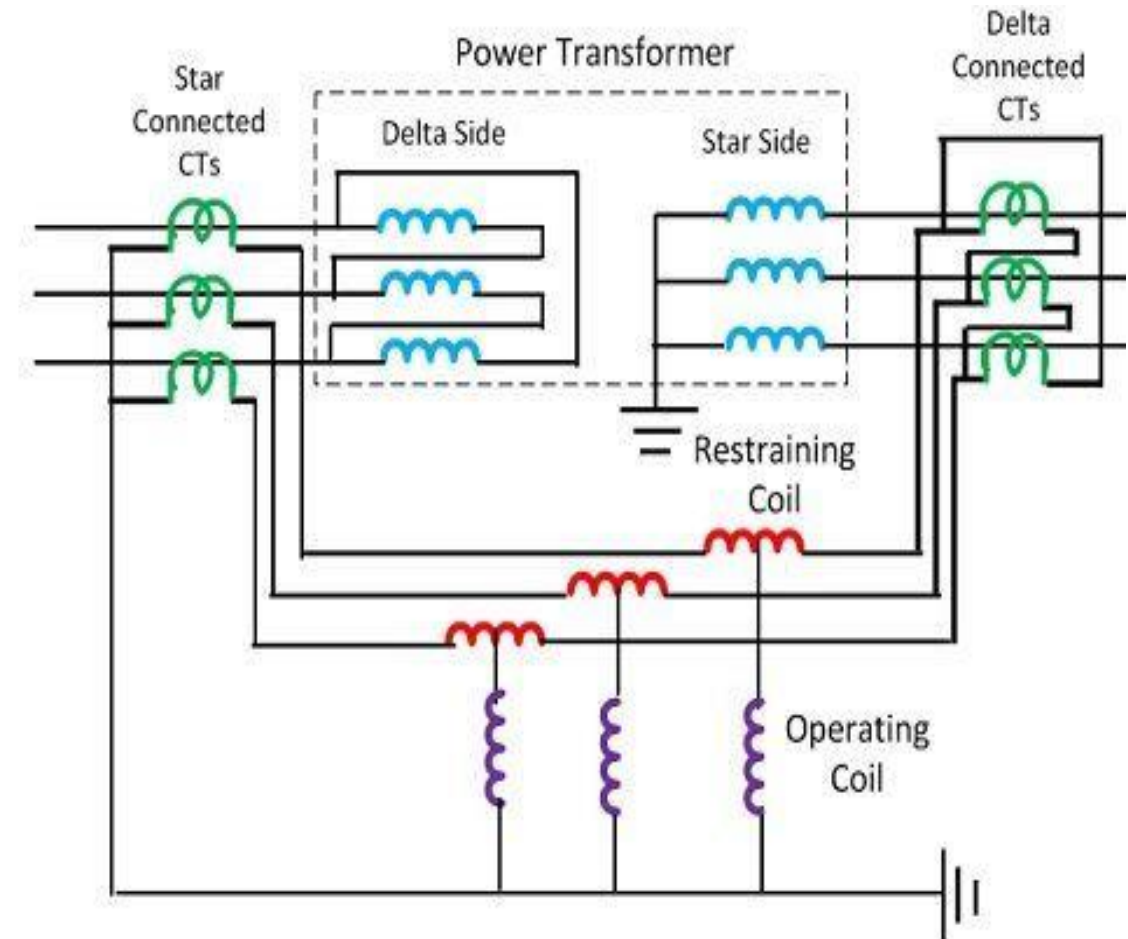 Power Transformer
Star
Connected
CTs
Delta Side
Star Side
Delta
Connected
CTs
Restraining
Coil
Operating
Coil